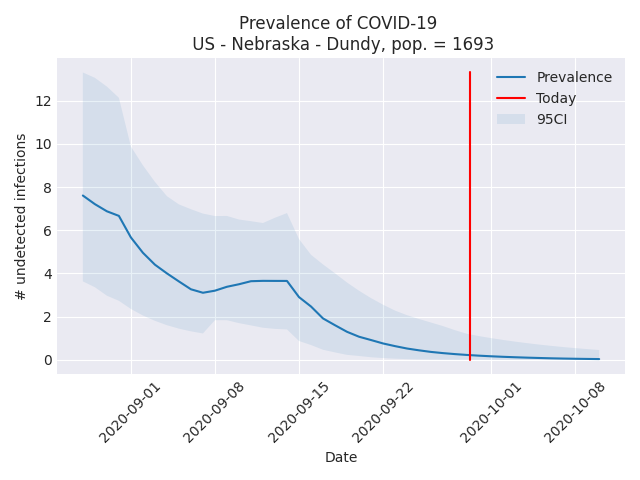 Prevalence of COVID-19
US - Nebraska - Dundy, pop. = 1693
Prevalence
Today
95CI
# undetected infections
12
10
8
6
4
2
0
2020-09-01
2020-09-08
2020-09-15
2020-09-22
2020-10-01
2020-10-08
Date